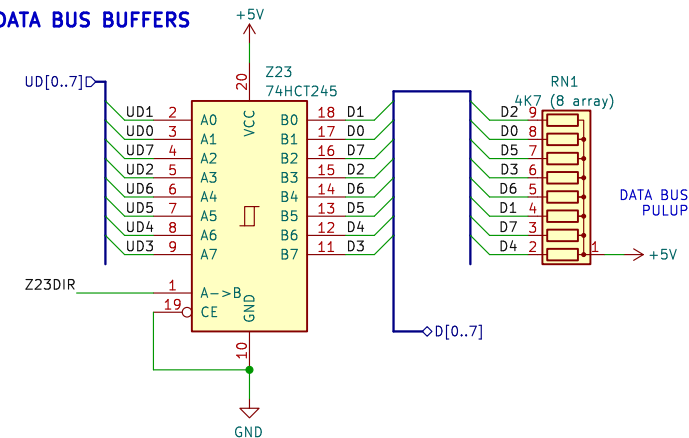 DATA BUS BUFFERS
+5V
UD[0..7]
20
Z23
74HCT245
RN1
4K7 (8 array)
VCC
UD1 2 A0 B0 18 D1 D2 9
UD0 3 A1 B1 17 D0 D0 8
UD7 4 A2 B2 16 D7 D5 7
UD2 5 A3 B3 15 D2 D3 6
UD6 6 A4 B4 14 D6 D6 5
UD5 7 A5 B5 13 D5 D1 4
UD4 8 A6 B6 12 D4 D7 3
UD3 9 A7 B7 11 D3 D4 2 1 +5V
DATA BUS
PULUP
Z23DIR 1 A->B
19 CE
GND
D[0..7]
10
GND